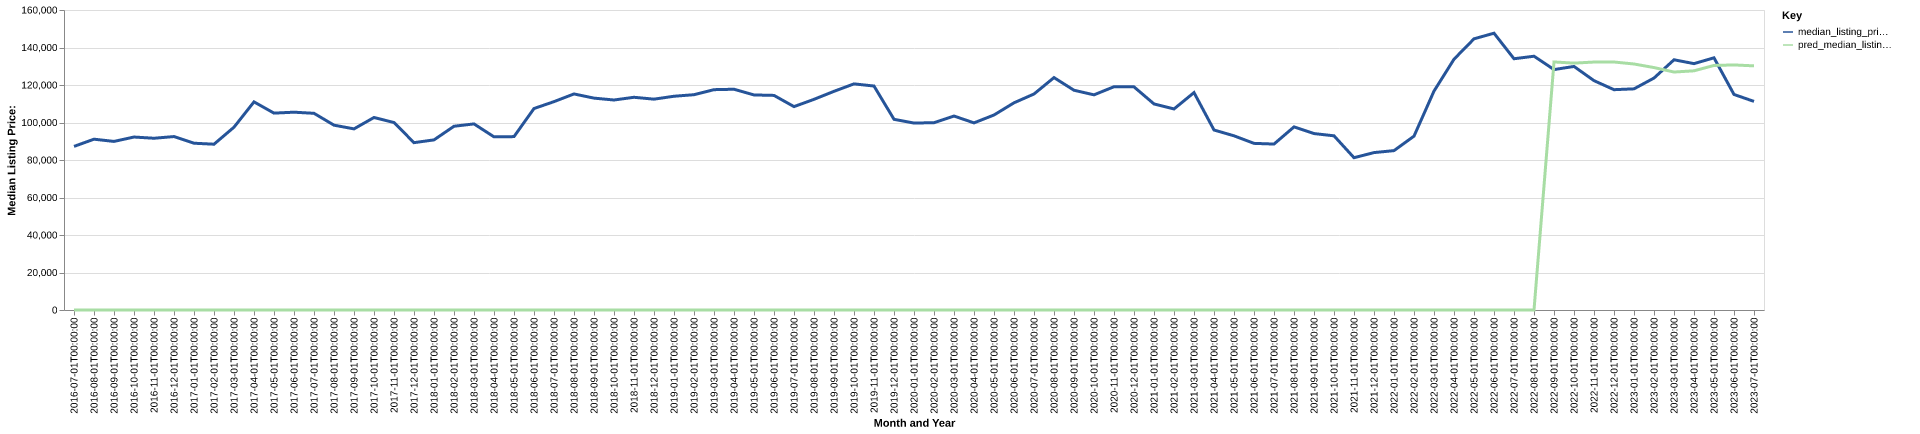 160,000
140,000
120,000
100,000
80,000
60,000
40,000
20,000
0
Median Listing Price:
2016-07-01T00:00:00
2016-08-01T00:00:00
2016-09-01T00:00:00
2016-10-01T00:00:00
2016-11-01T00:00:00
2016-12-01T00:00:00
2017-01-01T00:00:00
2017-02-01T00:00:00
2017-03-01T00:00:00
2017-04-01T00:00:00
2017-05-01T00:00:00
2017-06-01T00:00:00
2017-07-01T00:00:00
2017-08-01T00:00:00
2017-09-01T00:00:00
2017-10-01T00:00:00
2017-11-01T00:00:00
2017-12-01T00:00:00
2018-01-01T00:00:00
2018-02-01T00:00:00
2018-03-01T00:00:00
2018-04-01T00:00:00
2018-05-01T00:00:00
2018-06-01T00:00:00
2018-07-01T00:00:00
2018-08-01T00:00:00
2018-09-01T00:00:00
2018-10-01T00:00:00
2018-11-01T00:00:00
2018-12-01T00:00:00
2019-01-01T00:00:00
2019-02-01T00:00:00
2019-03-01T00:00:00
2019-04-01T00:00:00
2019-05-01T00:00:00
2019-06-01T00:00:00
2019-07-01T00:00:00
2019-08-01T00:00:00
2019-09-01T00:00:00
2019-10-01T00:00:00
2019-11-01T00:00:00
2019-12-01T00:00:00
2020-01-01T00:00:00
2020-02-01T00:00:00
2020-03-01T00:00:00
2020-04-01T00:00:00
2020-05-01T00:00:00
2020-06-01T00:00:00
2020-07-01T00:00:00
2020-08-01T00:00:00
2020-09-01T00:00:00
2020-10-01T00:00:00
2020-11-01T00:00:00
2020-12-01T00:00:00
2021-01-01T00:00:00
2021-02-01T00:00:00
2021-03-01T00:00:00
2021-04-01T00:00:00
2021-05-01T00:00:00
2021-06-01T00:00:00
2021-07-01T00:00:00
2021-08-01T00:00:00
2021-09-01T00:00:00
2021-10-01T00:00:00
2021-11-01T00:00:00
2021-12-01T00:00:00
2022-01-01T00:00:00
2022-02-01T00:00:00
2022-03-01T00:00:00
2022-04-01T00:00:00
2022-05-01T00:00:00
2022-06-01T00:00:00
2022-07-01T00:00:00
2022-08-01T00:00:00
2022-09-01T00:00:00
2022-10-01T00:00:00
2022-11-01T00:00:00
2022-12-01T00:00:00
2023-01-01T00:00:00
2023-02-01T00:00:00
2023-03-01T00:00:00
2023-04-01T00:00:00
2023-05-01T00:00:00
2023-06-01T00:00:00
2023-07-01T00:00:00
Month and Year
Key
median_listing_pri…
pred_median_listin…